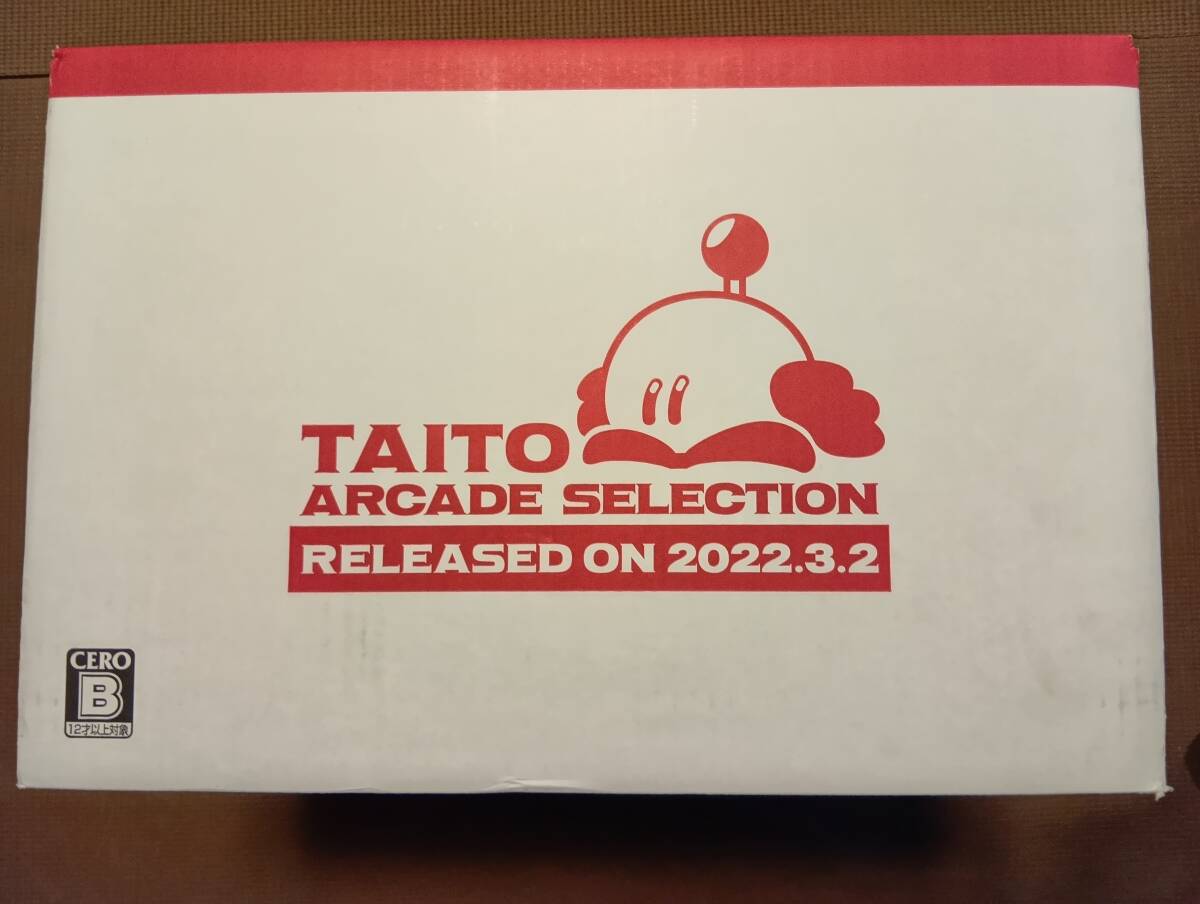 TAITO
ARCADE SELECTION
RELEASED ON 2022.3.2
CERO
B
12才以上対象